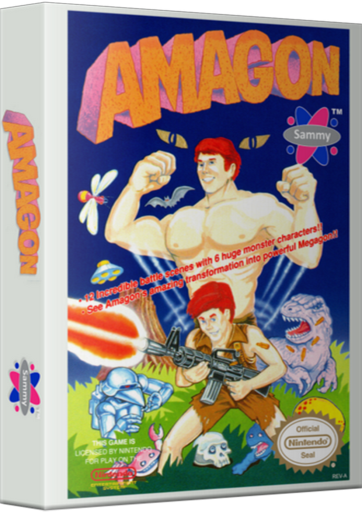 AMAGON
TM
Sammy
• 12 incredible battle scenes with 6 huge monster characters!!
• See Amagon's amazing transformation into powerful Megagon!!
AMAGON
Sammy
THIS GAME IS
LICENSED BY NINTENDO
FOR PLAY ON THE
Official
Nintendo
Seal
REV-A